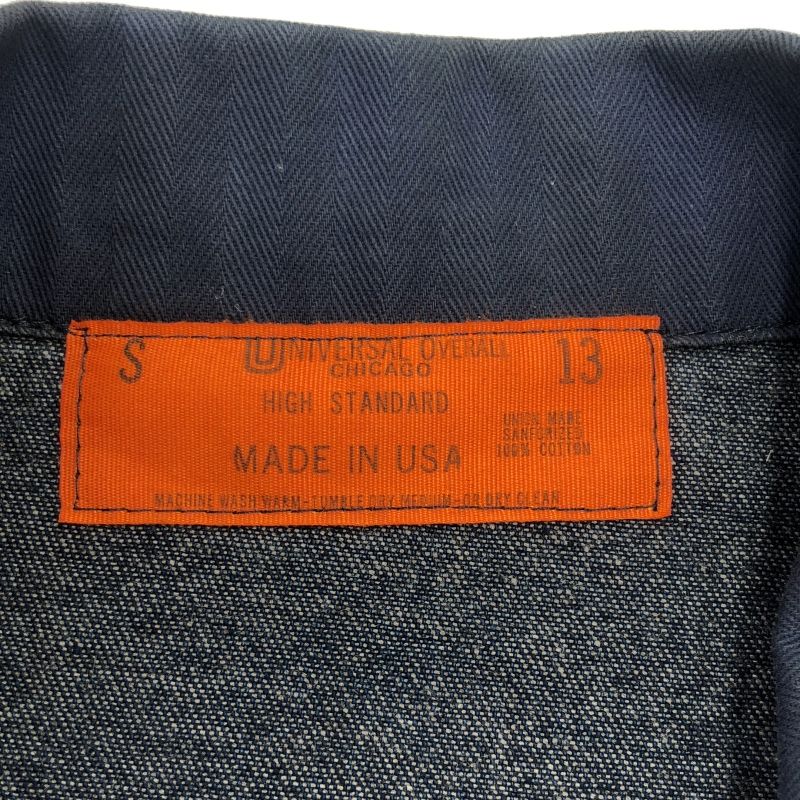 S UNIVERSAL OVERALL 13
CHICAGO
HIGH STANDARD
UNION MADE
SANFORIZED
100% COTTON
MADE IN USA
MACHINE WASH WARM-TUMBLE DRY MEDIUM-OR DRY CLEAN